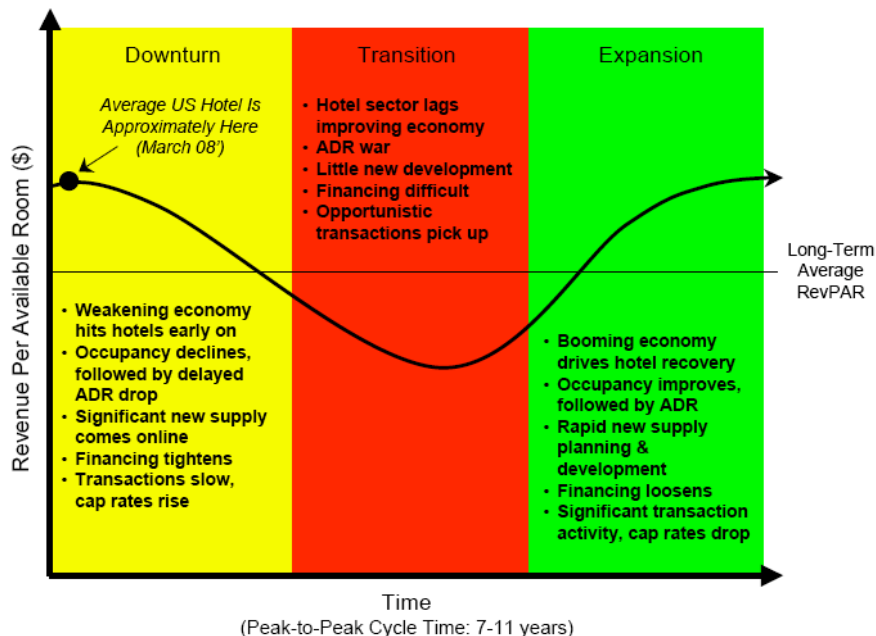 Downturn
Transition
Expansion
Average US Hotel Is
Approximately Here
(March 08')
• Hotel sector lags
improving economy
• ADR war
• Little new development
• Financing difficult
• Opportunistic
transactions pick up
Revenue Per Available Room ($)
Long-Term
Average
RevPAR
• Weakening economy
hits hotels early on
• Occupancy declines,
followed by delayed
ADR drop
• Significant new supply
comes online
• Financing tightens
• Transactions slow,
cap rates rise
• Booming economy
drives hotel recovery
• Occupancy improves,
followed by ADR
• Rapid new supply
planning &
development
• Financing loosens
• Significant transaction
activity, cap rates drop
Time
(Peak-to-Peak Cycle Time: 7-11 years)